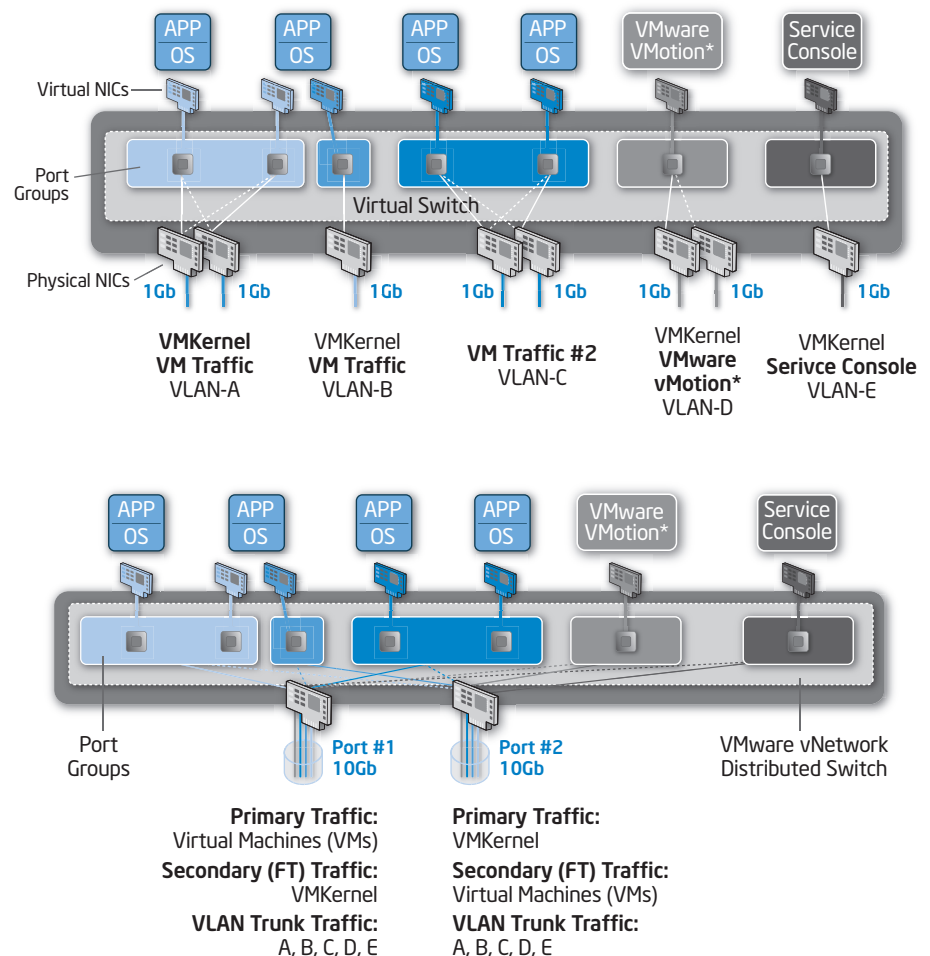 APP
OS
APP
OS
APP
OS
APP
OS
VMware
VMotion*
Service
Console
Virtual NICs
Port
Groups
Virtual Switch
Physical NICs
1Gb
1Gb
1Gb
1Gb
1Gb
1Gb
1Gb
1Gb
VMKernel
VM Traffic
VLAN-A
VMKernel
VM Traffic
VLAN-B
VM Traffic #2
VLAN-C
VMKernel
VMware
vMotion*
VLAN-D
VMKernel
Serivce Console
VLAN-E
APP
OS
APP
OS
APP
OS
APP
OS
VMware
VMotion*
Service
Console
Port
Groups
Port #1
10Gb
Port #2
10Gb
VMware vNetwork
Distributed Switch
Primary Traffic:
Virtual Machines (VMs)
Secondary (FT) Traffic:
VMKernel
VLAN Trunk Traffic:
A, B, C, D, E
Primary Traffic:
VMKernel
Secondary (FT) Traffic:
Virtual Machines (VMs)
VLAN Trunk Traffic:
A, B, C, D, E